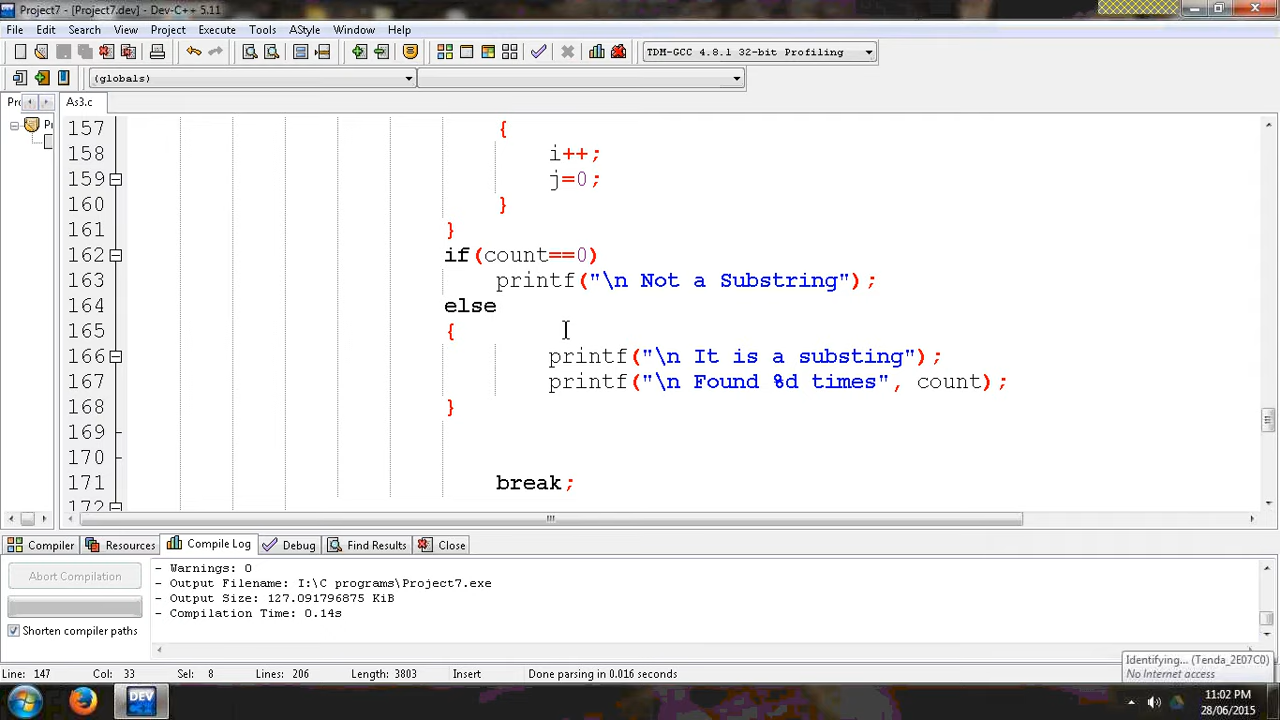 Project7 - [Project7.dev] - Dev-C++ 5.11
File Edit Search View Project Execute Tools AStyle Window Help
TDM-GCC 4.8.1 32-bit Profiling
(globals)
Pr As3.c
157 {
158 i++;
159 j=0;
160 }
161 }
162 if(count==0)
163 printf("\n Not a Substring");
164 else
165 {
166 printf("\n It is a substing");
167 printf("\n Found %d times", count);
168 }
169
170
171 break;
172
Compiler Resources Compile Log Debug Find Results Close
Abort Compilation
Shorten compiler paths
- Warnings: 0
- Output Filename: I:\C programs\Project7.exe
- Output Size: 127.091796875 KiB
- Compilation Time: 0.14s
Line: 147 Col: 33 Sel: 8 Lines: 206 Length: 3803 Insert Done parsing in 0.016 seconds
Identifying... (Tenda_2E07C0)
No Internet access
DEV
11:02 PM
28/06/2015